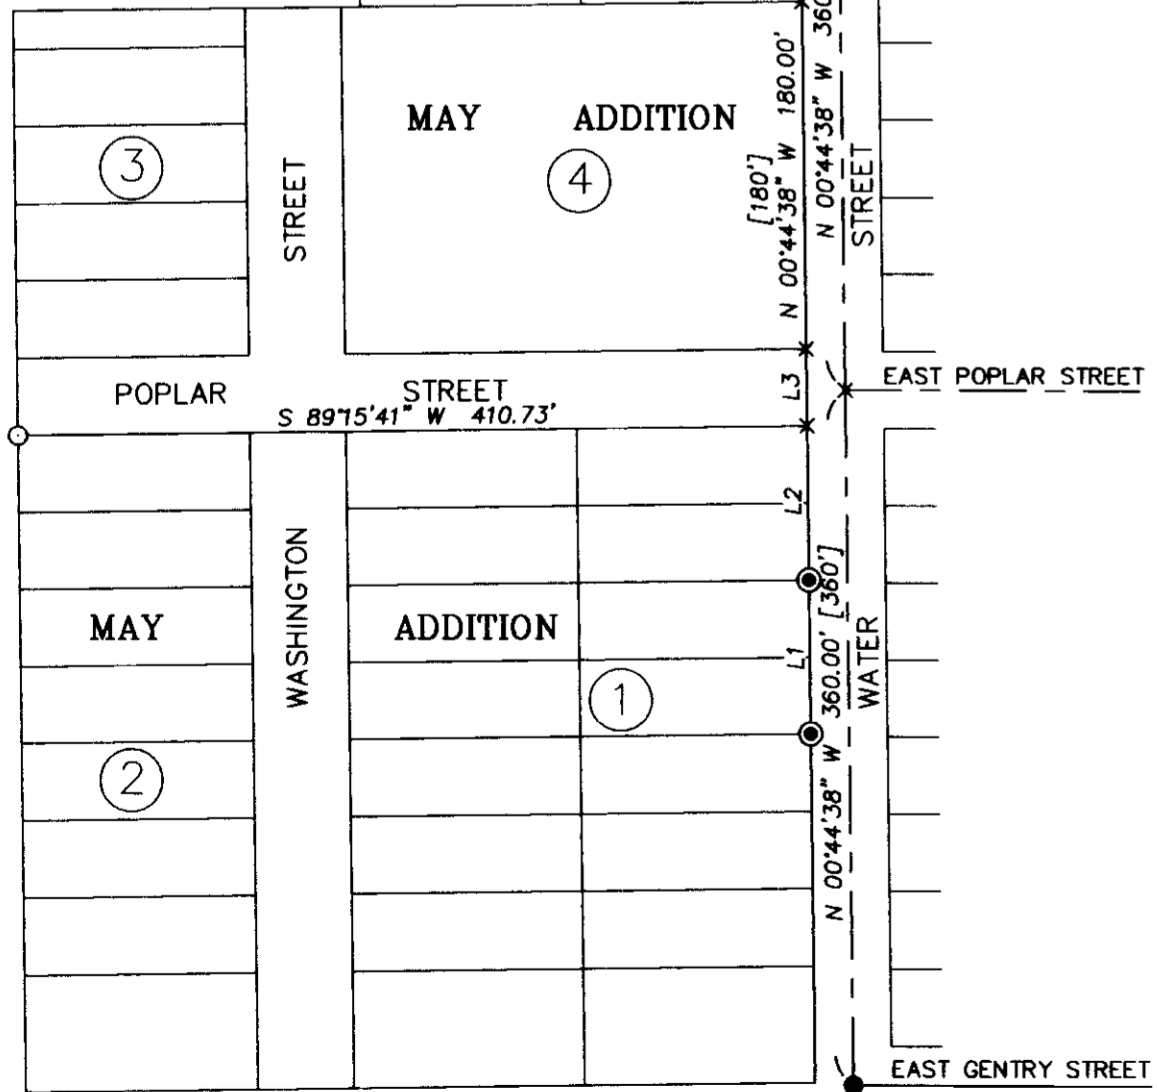 MAY ADDITION
3
4
STREET
[180']
N 00°44'38" W 180.00'
N 00°44'38" W 360
STREET
POPLAR STREET
S 89°15'41" W 410.73'
L3
EAST POPLAR STREET
L2
MAY ADDITION
WASHINGTON
L1
1
2
N 00°44'38" W 360.00' [360']
WATER
EAST GENTRY STREET